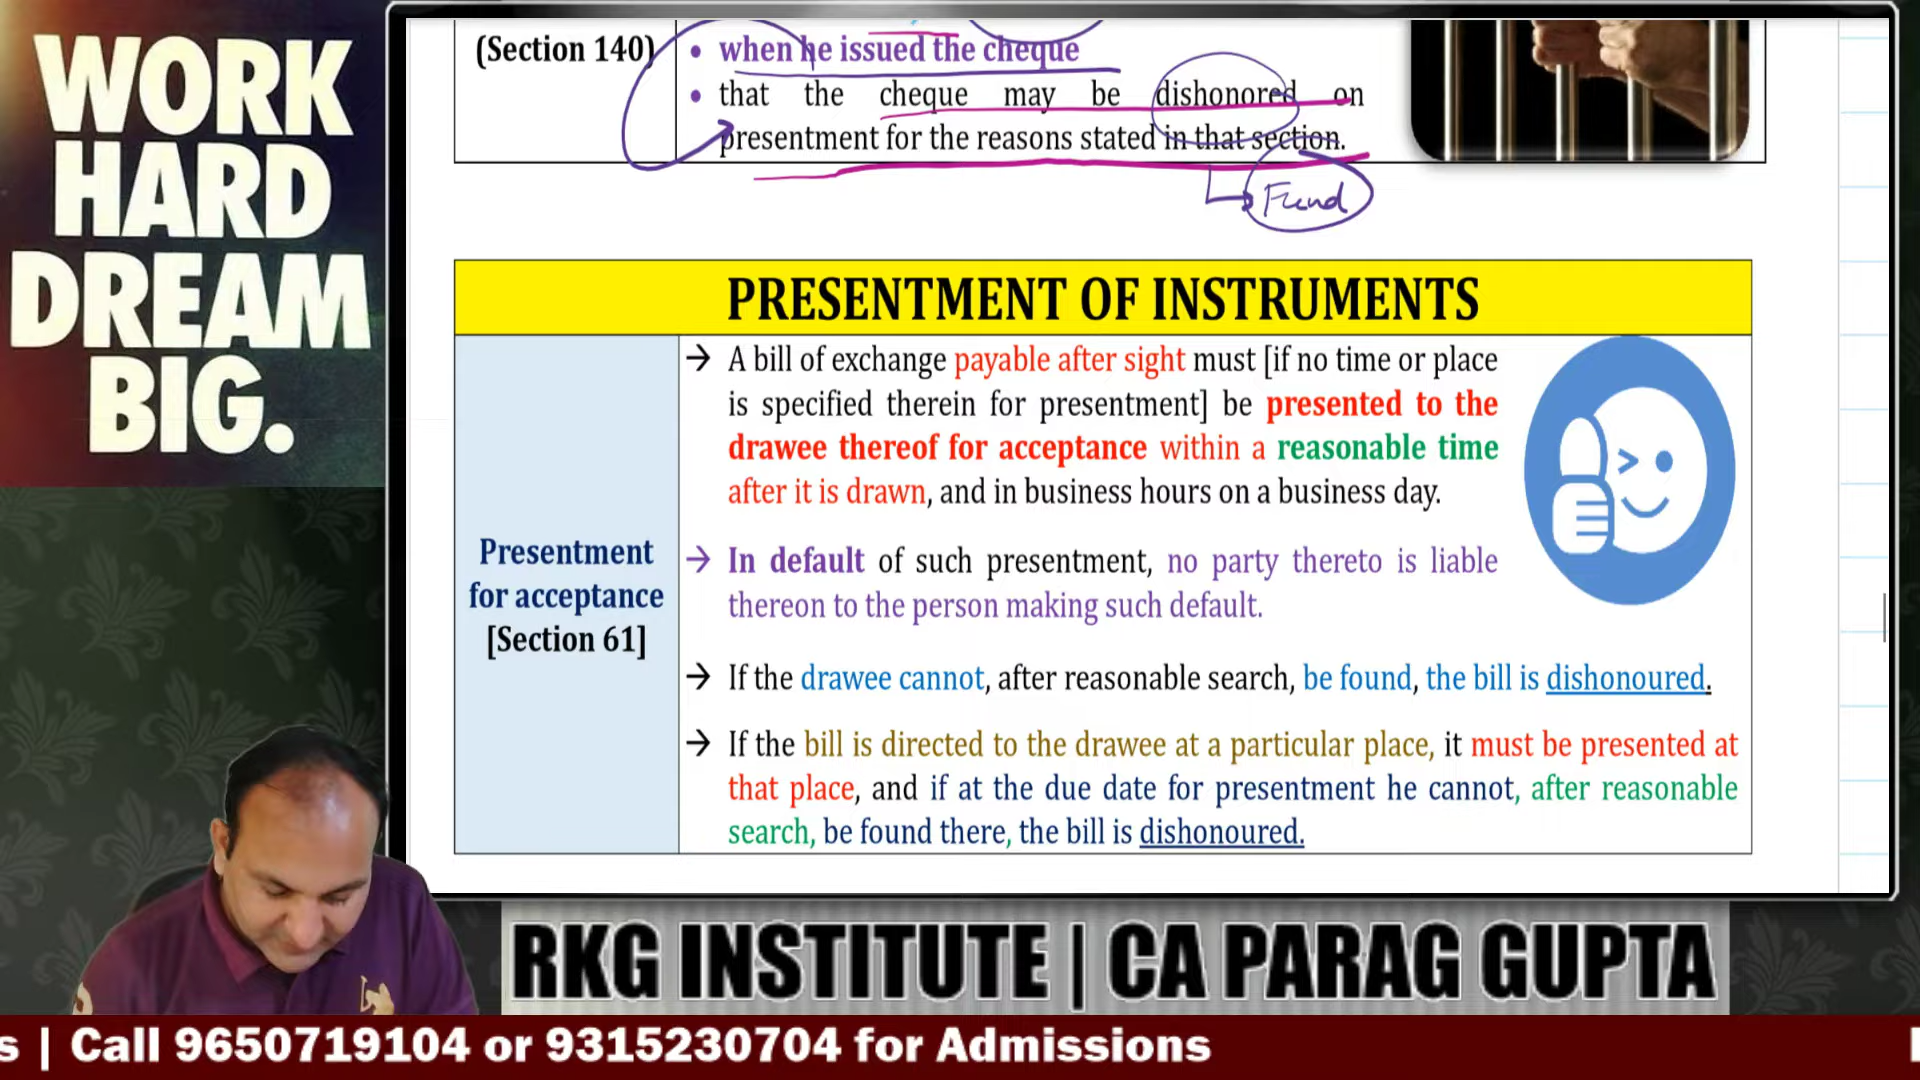 WORK
HARD
DREAM
BIG.
(Section 140)
• when he issued the cheque
• that the cheque may be dishonored on
presentment for the reasons stated in that section.
Fund
PRESENTMENT OF INSTRUMENTS
Presentment
for acceptance
[Section 61]
→ A bill of exchange payable after sight must [if no time or place
is specified therein for presentment] be presented to the
drawee thereof for acceptance within a reasonable time
after it is drawn, and in business hours on a business day.
→ In default of such presentment, no party thereto is liable
thereon to the person making such default.
→ If the drawee cannot, after reasonable search, be found, the bill is dishonoured.
→ If the bill is directed to the drawee at a particular place, it must be presented at
that place, and if at the due date for presentment he cannot, after reasonable
search, be found there, the bill is dishonoured.
RKG INSTITUTE | CA PARAG GUPTA
s | Call 9650719104 or 9315230704 for Admissions